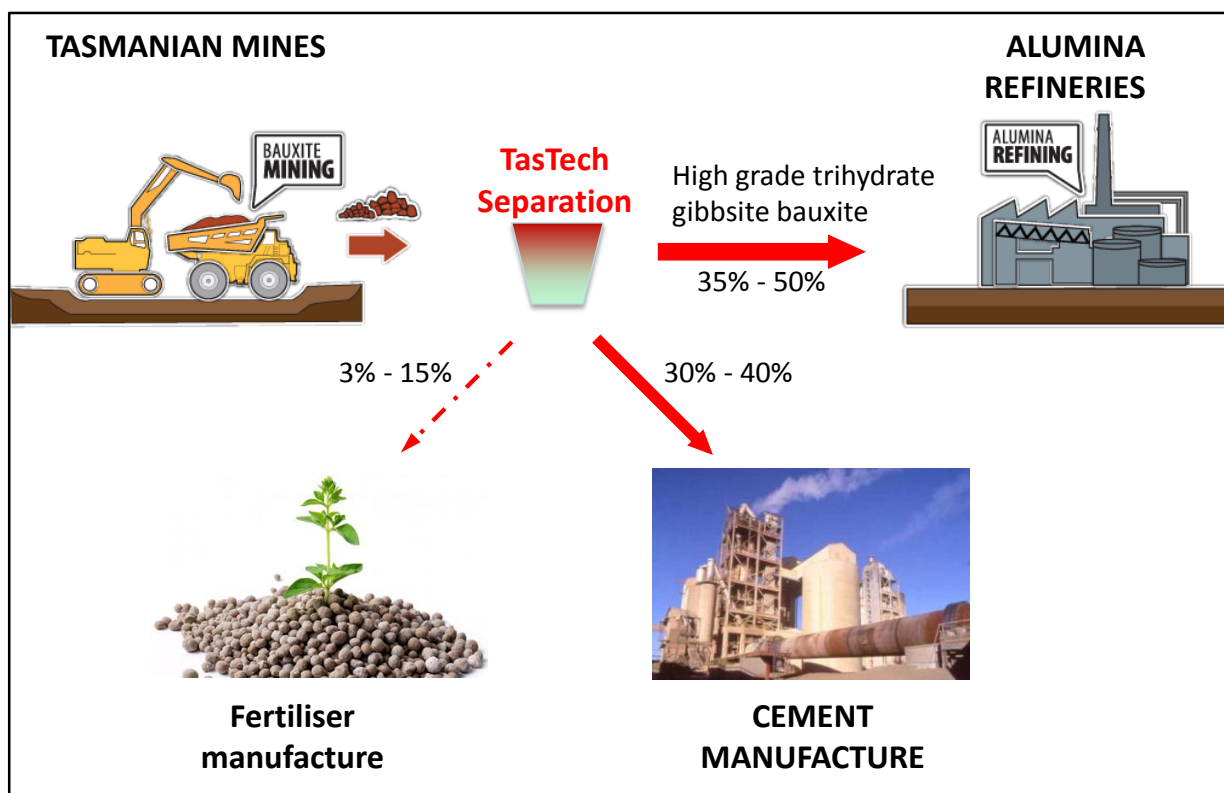 TASMANIAN MINES
ALUMINA
REFINERIES
BAUXITE
MINING
TasTech
Separation
High grade trihydrate
gibbsite bauxite
35% - 50%
ALUMINA
REFINING
3% - 15%
30% - 40%
Fertiliser
manufacture
CEMENT
MANUFACTURE